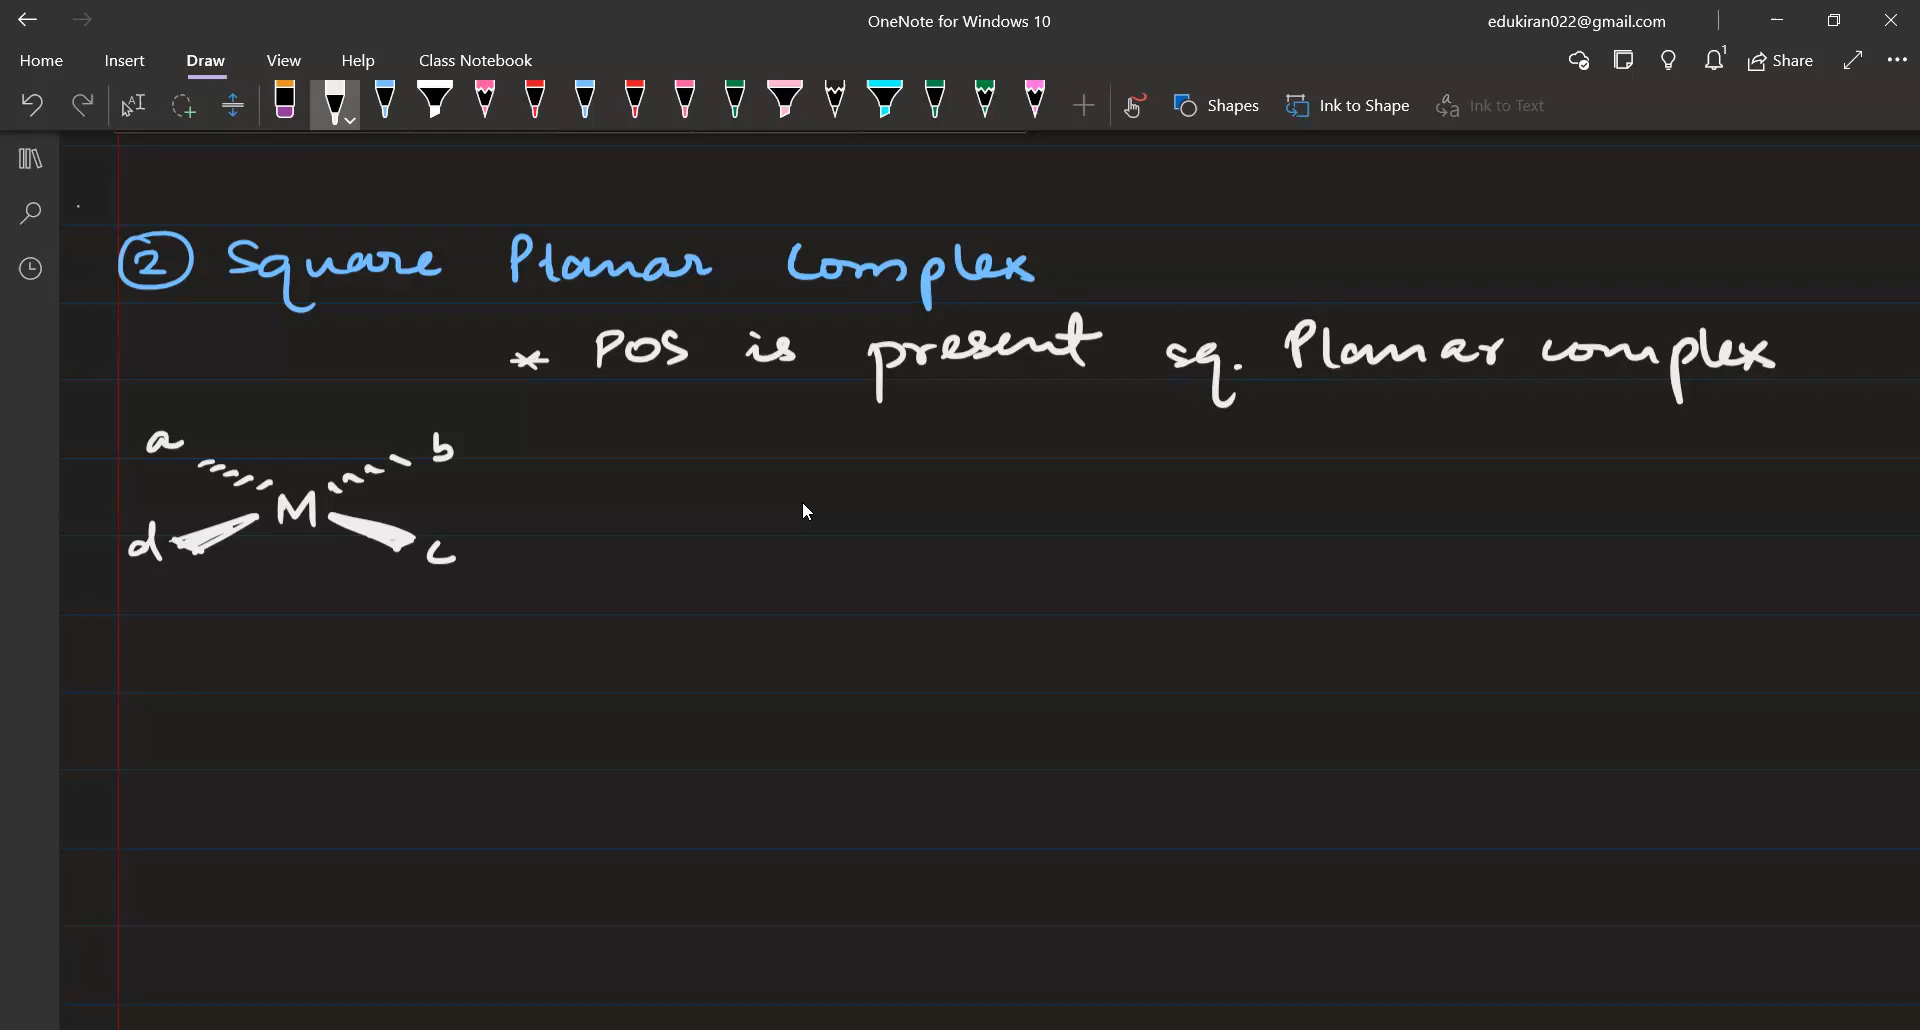 OneNote for Windows 10
edukiran022@gmail.com
Home Insert Draw View Help Class Notebook
1 Share
Shapes Ink to Shape Ink to Text
② Square Planar Complex
* POS is present sq. Planar complex
a b
M
d c